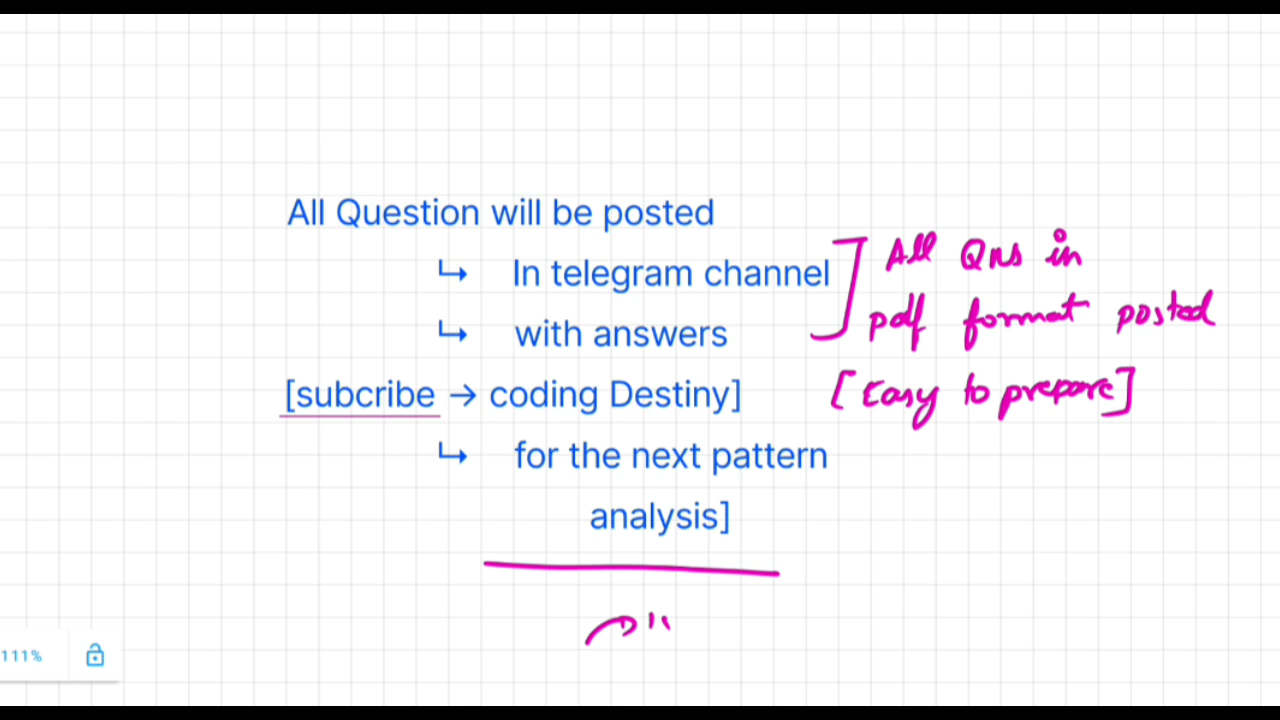 All Question will be posted
↳ In telegram channel
↳ with answers
[subcribe → coding Destiny]
↳ for the next pattern
analysis]
All Qns in
pdf format posted
[Easy to prepare]
111%